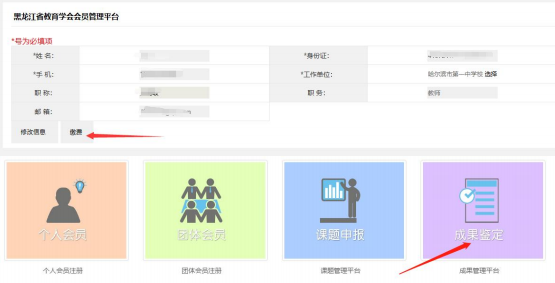 黑龙江省教育学会会员管理平台
*号为必填项
*姓 名： *身份证：
*手 机： *工作单位： 哈尔滨市第一中学校 选择
职 称： 职 务： 教师
邮 箱：
修改信息 缴费
个人会员 团体会员 课题申报 成果鉴定
个人会员注册 团体会员注册 课题管理平台 成果管理平台